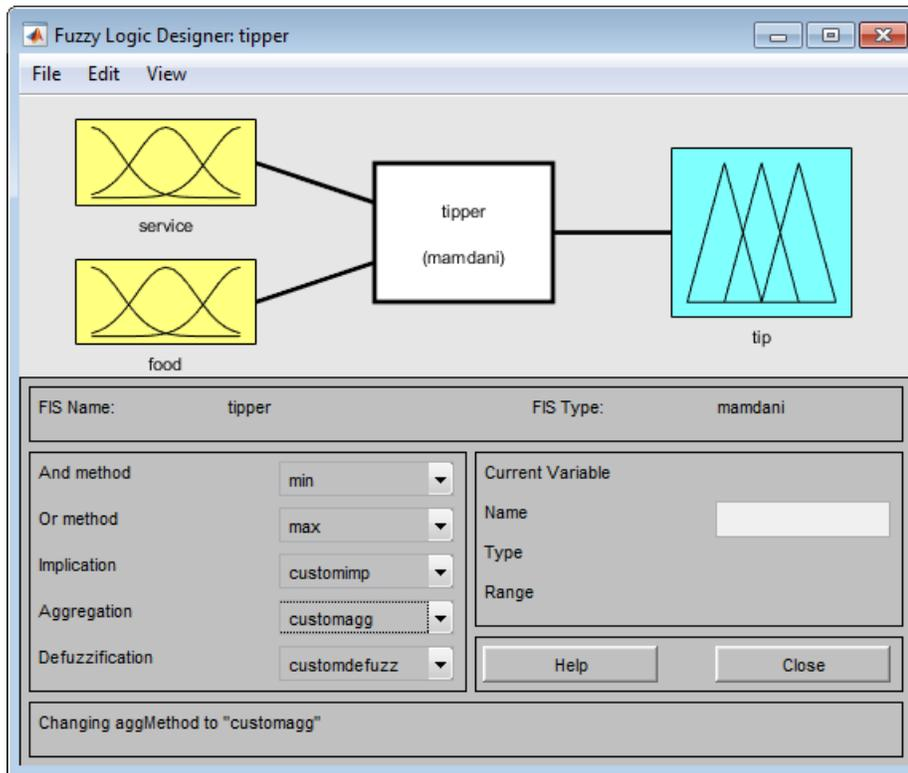 Fuzzy Logic Designer: tipper
File Edit View
service
food
tipper
(mamdani)
tip
FIS Name: tipper FIS Type: mamdani
And method min
Or method max
Implication customimp
Aggregation customagg
Defuzzification customdefuzz
Current Variable
Name
Type
Range
Help Close
Changing aggMethod to "customagg"